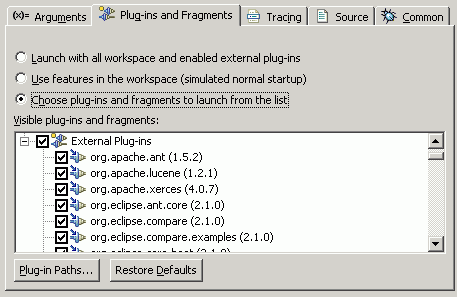 (x)= Arguments Plug-ins and Fragments Tracing Source Common
Launch with all workspace and enabled external plug-ins
Use features in the workspace (simulated normal startup)
Choose plug-ins and fragments to launch from the list
Visible plug-ins and fragments:
External Plug-ins
org.apache.ant (1.5.2)
org.apache.lucene (1.2.1)
org.apache.xerces (4.0.7)
org.eclipse.ant.core (2.1.0)
org.eclipse.compare (2.1.0)
org.eclipse.compare.examples (2.1.0)
Plug-in Paths... Restore Defaults